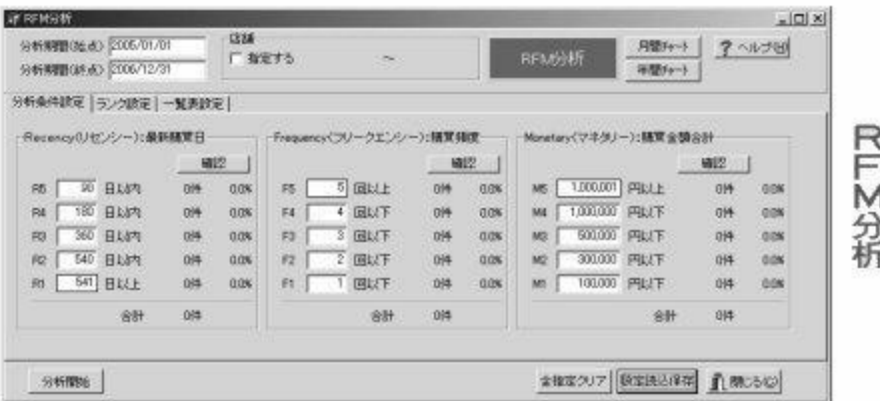 RFM分析
分析期間(始点) 2005/01/01
分析期間(終点) 2006/12/31
店舗
指定する ～
RFM分析
月間チャート
年間チャート
? ヘルプ(H)
分析条件設定 ランク設定 一覧表設定
Recency(リセンシー):最新購買日
確認
R5 90 日以内 0件 0.0%
R4 180 日以内 0件 0.0%
R3 360 日以内 0件 0.0%
R2 540 日以内 0件 0.0%
R1 541 日以上 0件 0.0%
合計 0件
Frequency(フリークエンシー):購買頻度
確認
F5 5 回以上 0件 0.0%
F4 4 回以下 0件 0.0%
F3 3 回以下 0件 0.0%
F2 2 回以下 0件 0.0%
F1 1 回以下 0件 0.0%
合計 0件
Monetary(マネタリー):購買金額合計
確認
M5 1,000,001 円以上 0件 0.0%
M4 1,000,000 円以下 0件 0.0%
M3 500,000 円以下 0件 0.0%
M2 300,000 円以下 0件 0.0%
M1 100,000 円以下 0件 0.0%
合計 0件
分析開始
全指定クリア 設定読込保存 閉じる(C)
RFM分析